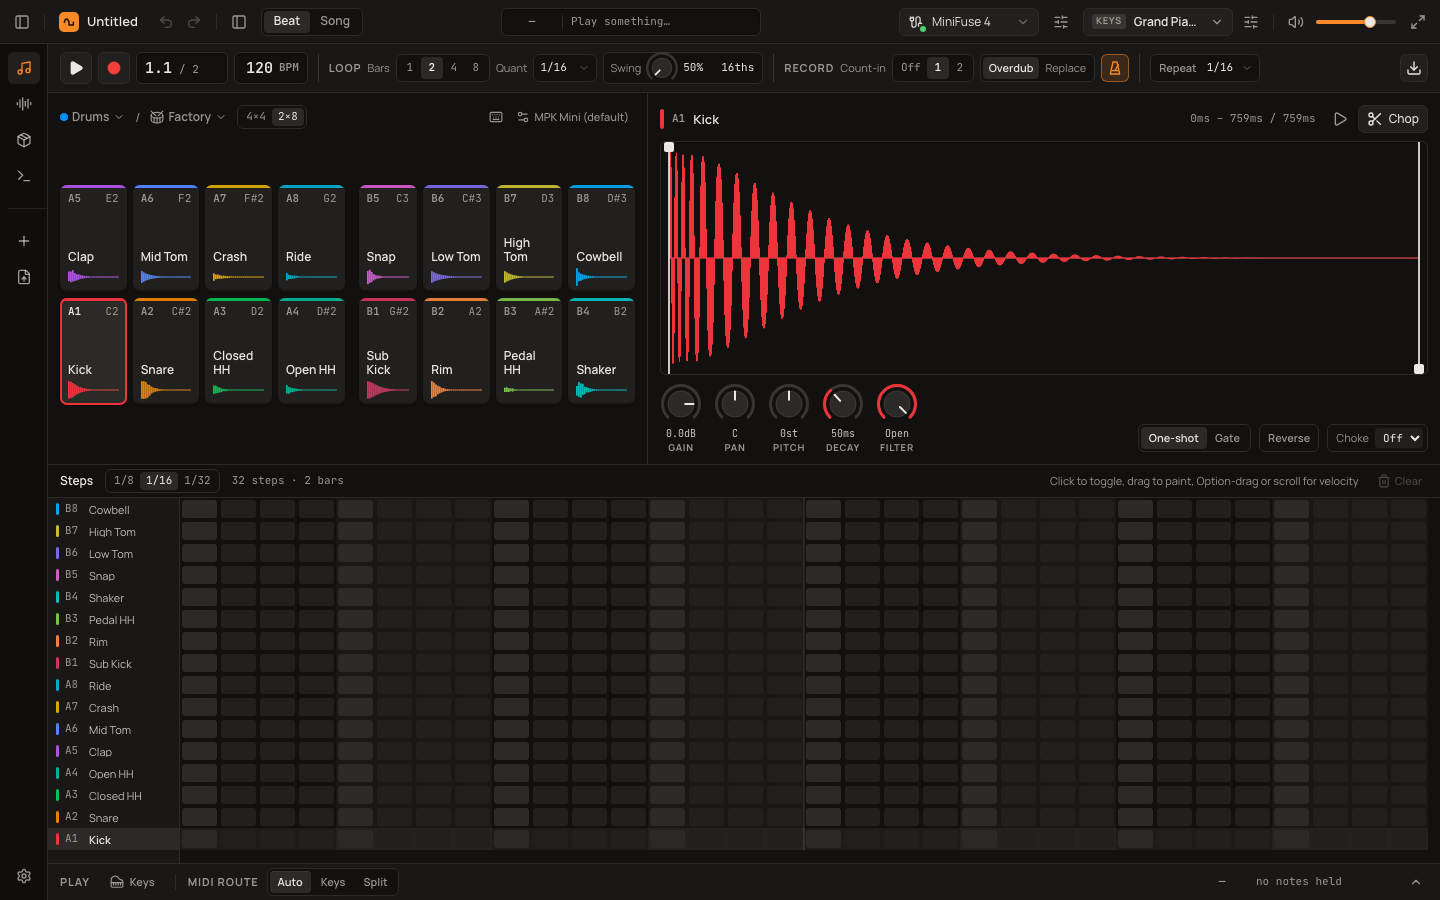 Untitled
Beat Song
– Play something…
MiniFuse 4
KEYS Grand Pia…
1.1 / 2
120 BPM
LOOP Bars 1 2 4 8
Quant 1/16
Swing 50% 16ths
RECORD Count-in Off 1 2
Overdub Replace
Repeat 1/16
Drums / Factory 4×4 2×8
MPK Mini (default)
A5 E2 A6 F2 A7 F#2 A8 G2 B5 C3 B6 C#3 B7 D3 B8 D#3
Clap Mid Tom Crash Ride Snap Low Tom High Tom Cowbell
A1 C2 A2 C#2 A3 D2 A4 D#2 B1 G#2 B2 A2 B3 A#2 B4 B2
Kick Snare Closed HH Open HH Sub Kick Rim Pedal HH Shaker
A1 Kick
0ms – 759ms / 759ms
Chop
0.0dB C 0st 50ms Open
GAIN PAN PITCH DECAY FILTER
One-shot Gate Reverse Choke Off
Steps 1/8 1/16 1/32 32 steps · 2 bars
Click to toggle, drag to paint, Option-drag or scroll for velocity
Clear
B8 Cowbell
B7 High Tom
B6 Low Tom
B5 Snap
B4 Shaker
B3 Pedal HH
B2 Rim
B1 Sub Kick
A8 Ride
A7 Crash
A6 Mid Tom
A5 Clap
A4 Open HH
A3 Closed HH
A2 Snare
A1 Kick
PLAY Keys MIDI ROUTE Auto Keys Split
– no notes held